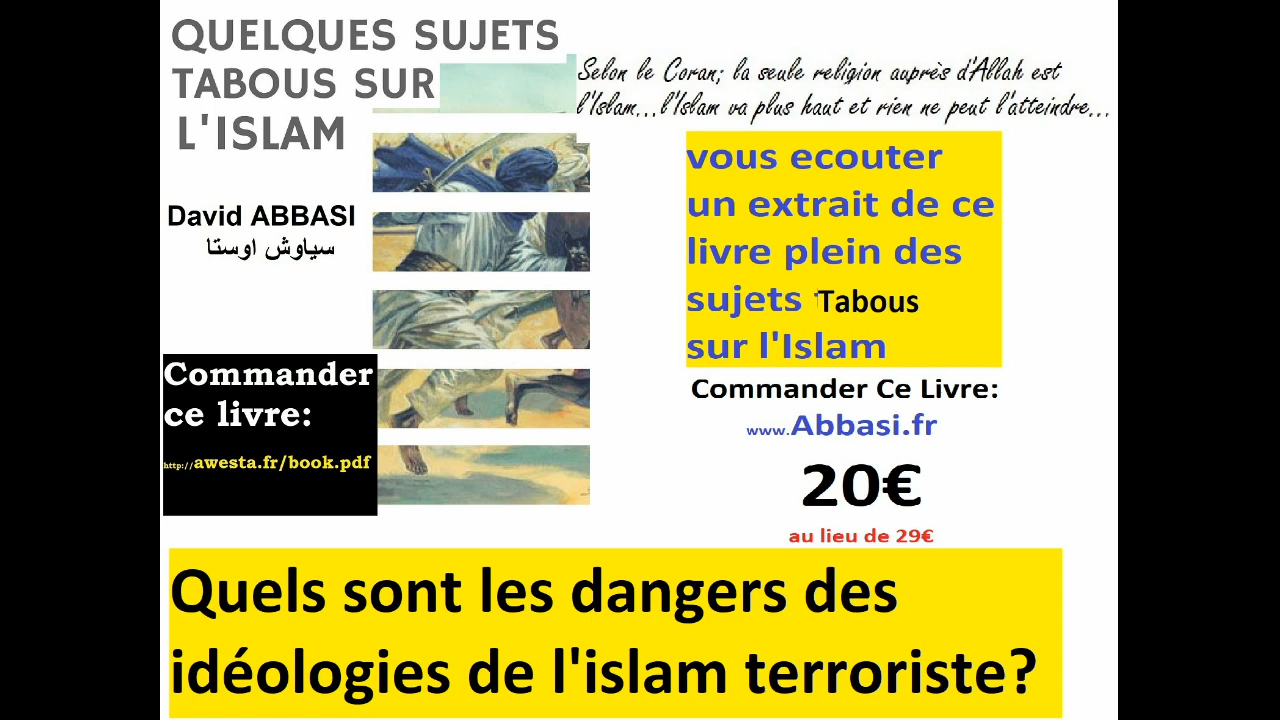 QUELQUES SUJETS
TABOUS SUR
L'ISLAM
Selon le Coran; la seule religion auprès d'Allah est
l'Islam...l'Islam va plus haut et rien ne peut l'atteindre...
David ABBASI
سیاوش اوستا
vous ecouter
un extrait de ce
livre plein des
sujets Tabous
sur l'Islam
Commander
ce livre:
http://awesta.fr/book.pdf
Commander Ce Livre:
www.Abbasi.fr
20€
au lieu de 29€
Quels sont les dangers des
idéologies de l'islam terroriste?